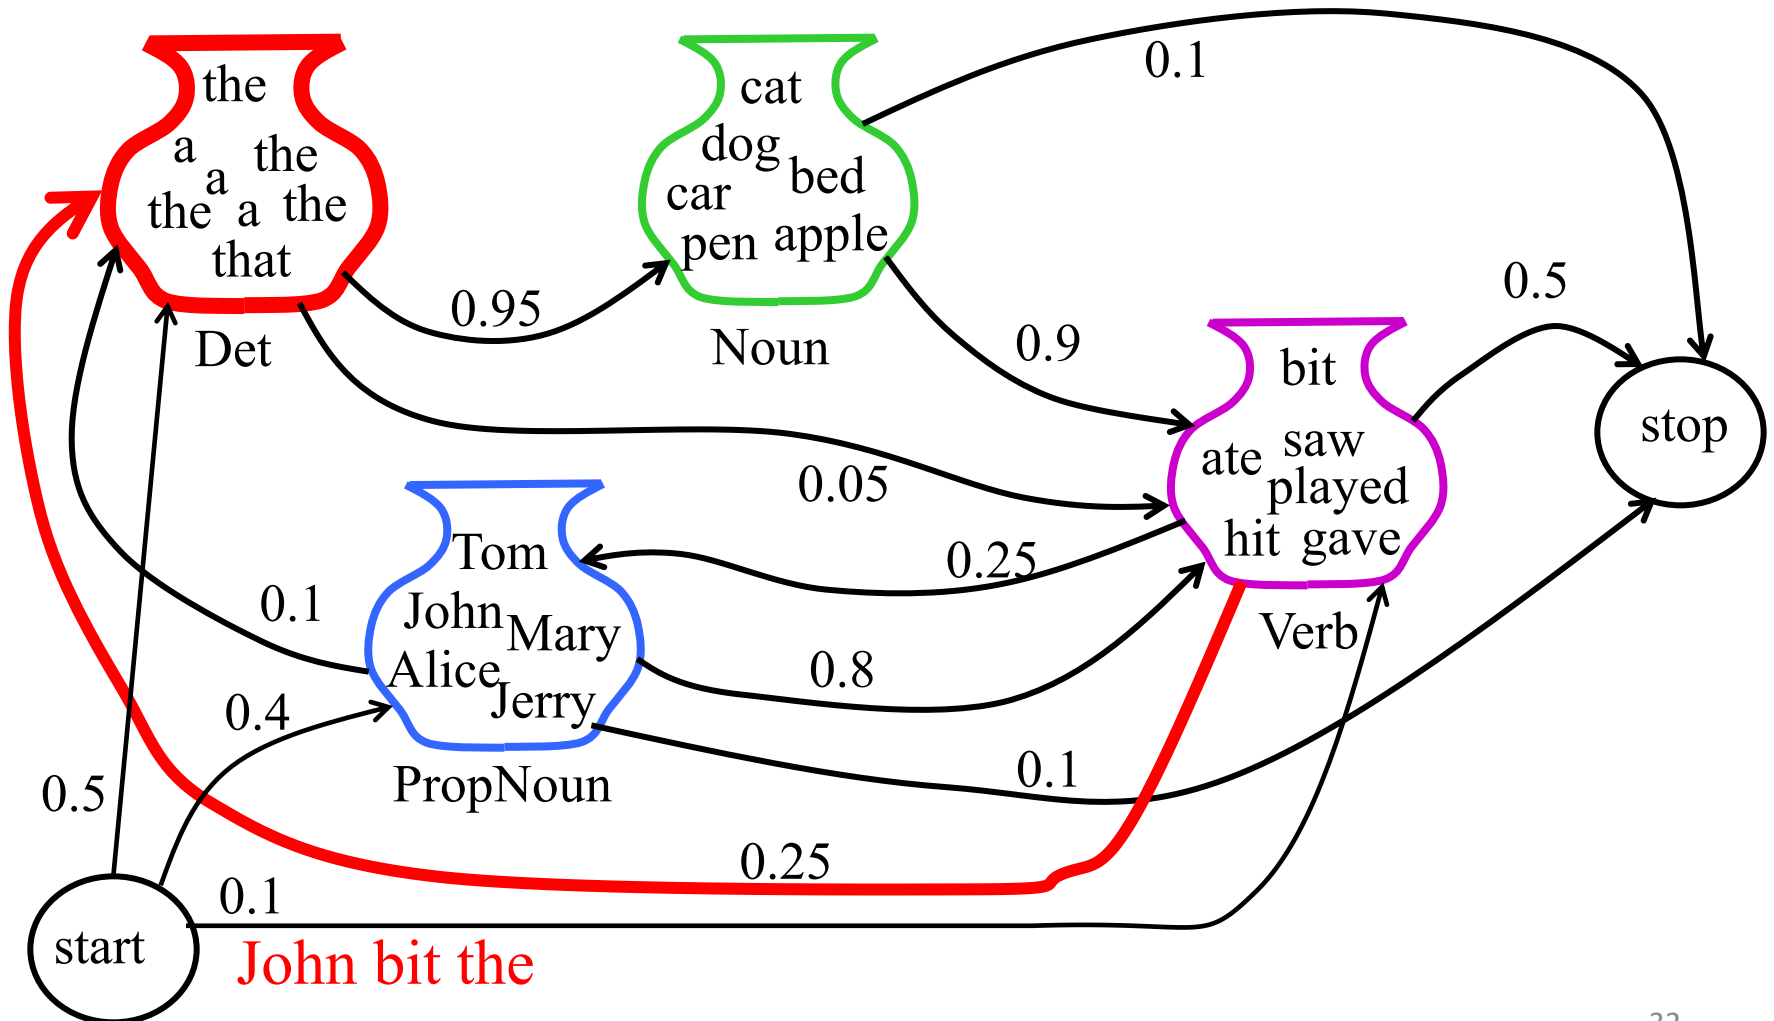 the
a the
a
the a the
that
Det
0.95
cat
dog
bed
car
pen apple
Noun
0.1
0.9
0.5
stop
0.05
bit
saw
ate
played
hit gave
Verb
0.25
Tom
John
Mary
Alice
Jerry
PropNoun
0.1
0.8
0.4
0.1
0.5
0.25
0.1
start
John bit the